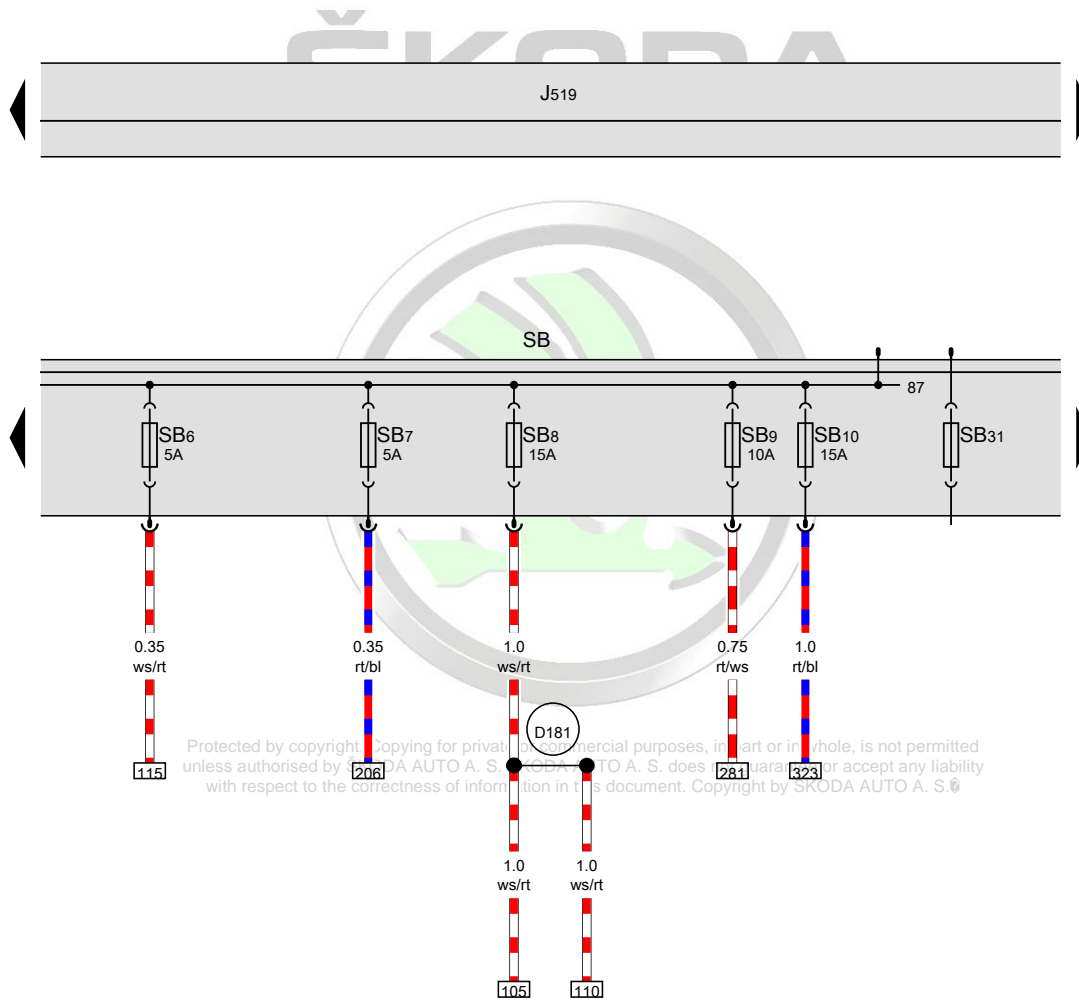 ŠKODA
J519
SB
87
SB6
5A
SB7
5A
SB8
15A
SB9
10A
SB10
15A
SB31
0.35
ws/rt
0.35
rt/bl
1.0
ws/rt
0.75
rt/ws
1.0
rt/bl
D181
Protected by copyright. Copying for private or commercial purposes, in part or in whole, is not permitted
unless authorised by ŠKODA AUTO A. S. ŠKODA AUTO A. S. does not guarantee or accept any liability
with respect to the correctness of information in this document. Copyright by ŠKODA AUTO A. S.�
115
206
281
323
1.0
ws/rt
1.0
ws/rt
105
110